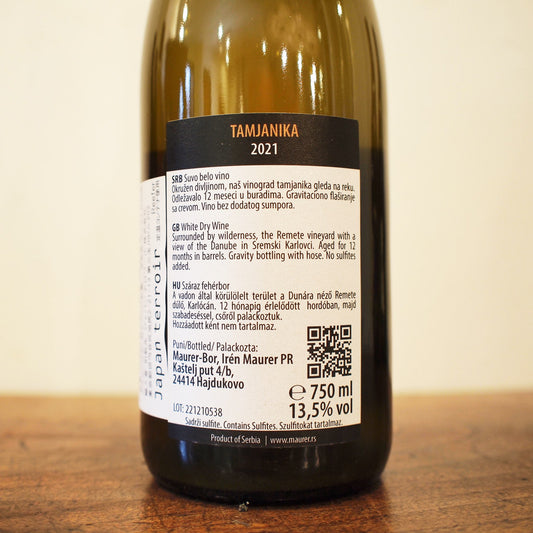 TAMJANIKA
2021
SRB Suvo belo vino
Okružen divljinom, naš vinograd tamjanika gleda na reku.
Odležavalo 12 meseci u buradima. Gravitaciono flaširanje
sa crevom. Vino bez dodatog sumpora.
GB White Dry Wine
Surrounded by wilderness, the Remete vineyard with a
view of the Danube in Sremski Karlovci. Aged for 12
months in barrels. Gravity bottling with hose. No sulfites
added.
HU Száraz fehérbor
A vadon által körülölelt terület a Dunára néző Remete
dűlő, Karlócán. 12 hónapig érlelődött hordóban, majd
szabadeséssel, csőről palackoztuk.
Hozzáadott ként nem tartalmaz.
Puni/Bottled/ Palackozta:
Maurer-Bor, Irén Maurer PR
Kaštelj put 4/b,
24414 Hajdukovo
LOT: 221210538
℮ 750 ml
13,5% vol
Sadrži sulfite. Contains Sulfites. Szulfitokat tartalmaz.
Product of Serbia | www.maurer.rs
Japan terroir